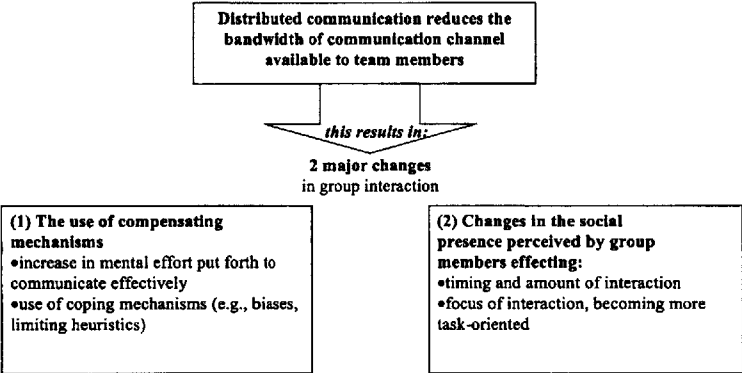 Distributed communication reduces the
bandwidth of communication channel
available to team members
this results in:
2 major changes
in group interaction
(1) The use of compensating
mechanisms
•increase in mental effort put forth to
communicate effectively
•use of coping mechanisms (e.g., biases,
limiting heuristics)
(2) Changes in the social
presence perceived by group
members effecting:
•timing and amount of interaction
•focus of interaction, becoming more
task-oriented